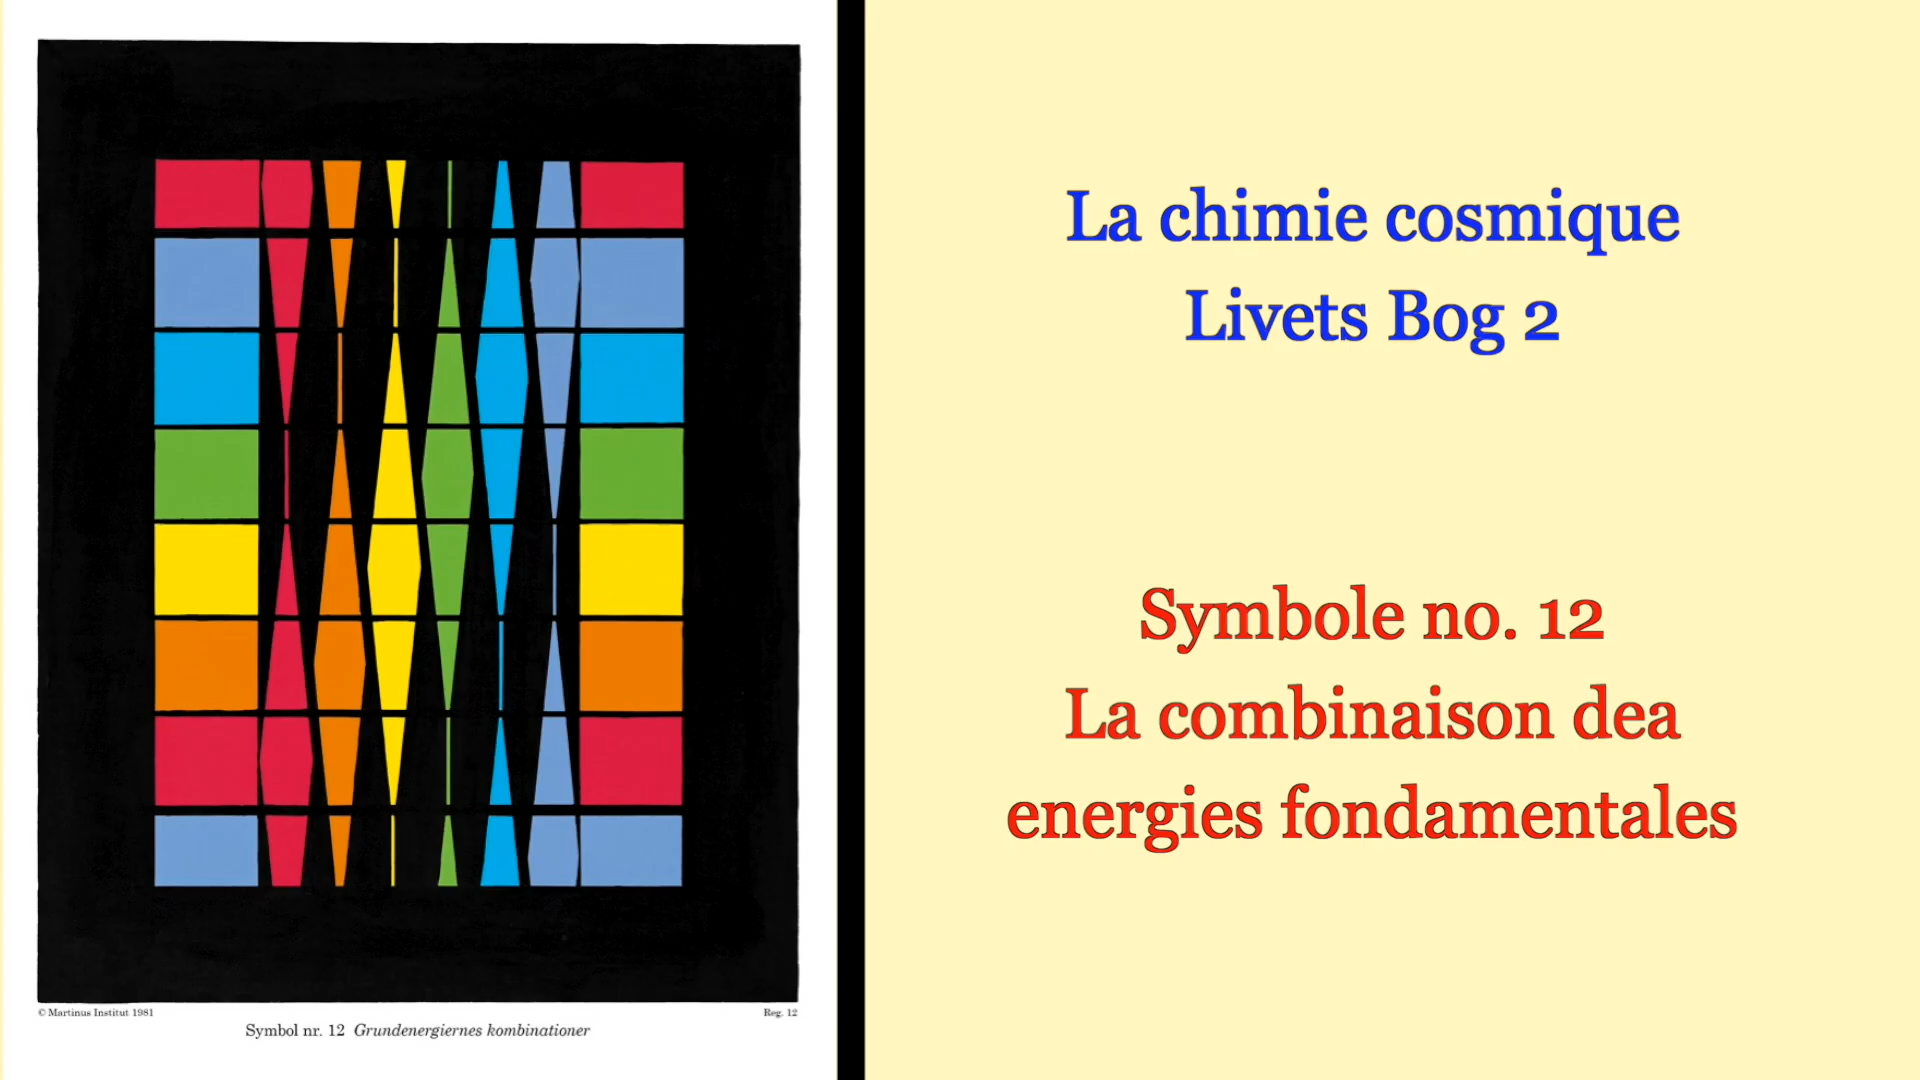 © Martinus Institut 1981
Reg. 12
Symbol nr. 12 Grundenergiernes kombinationer
La chimie cosmique
Livets Bog 2
Symbole no. 12
La combinaison dea
energies fondamentales